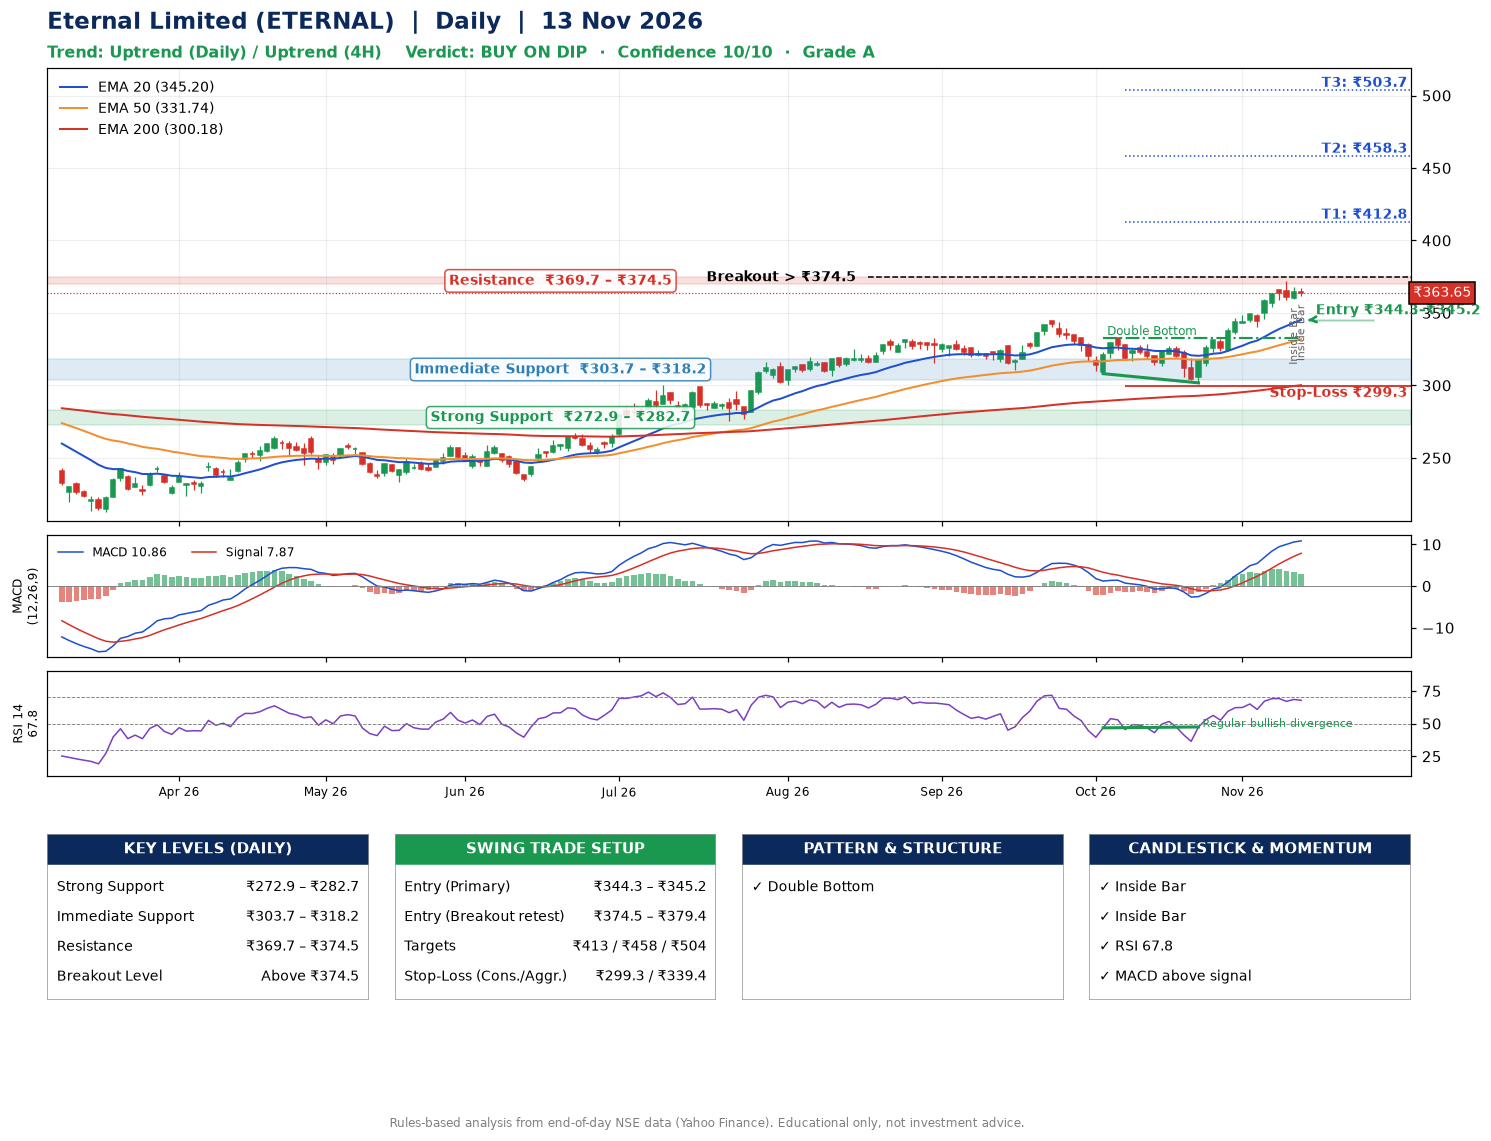 Eternal Limited (ETERNAL) | Daily | 13 Nov 2026
Trend: Uptrend (Daily) / Uptrend (4H) Verdict: BUY ON DIP · Confidence 10/10 · Grade A
EMA 20 (345.20)
EMA 50 (331.74)
EMA 200 (300.18)
T3: ₹503.7
T2: ₹458.3
T1: ₹412.8
Resistance ₹369.7 – ₹374.5
Breakout > ₹374.5
₹363.65
Entry ₹344.3–₹345.2
Double Bottom
Inside Bar
Inside Bar
Immediate Support ₹303.7 – ₹318.2
Stop-Loss ₹299.3
Strong Support ₹272.9 – ₹282.7
500
450
400
350
300
250
MACD 10.86
Signal 7.87
MACD
(12,26,9)
10
0
−10
RSI 14
67.8
Regular bullish divergence
75
50
25
Apr 26
May 26
Jun 26
Jul 26
Aug 26
Sep 26
Oct 26
Nov 26
KEY LEVELS (DAILY)
Strong Support ₹272.9 – ₹282.7
Immediate Support ₹303.7 – ₹318.2
Resistance ₹369.7 – ₹374.5
Breakout Level Above ₹374.5
SWING TRADE SETUP
Entry (Primary) ₹344.3 – ₹345.2
Entry (Breakout retest) ₹374.5 – ₹379.4
Targets ₹413 / ₹458 / ₹504
Stop-Loss (Cons./Aggr.) ₹299.3 / ₹339.4
PATTERN & STRUCTURE
✓ Double Bottom
CANDLESTICK & MOMENTUM
✓ Inside Bar
✓ Inside Bar
✓ RSI 67.8
✓ MACD above signal
Rules-based analysis from end-of-day NSE data (Yahoo Finance). Educational only, not investment advice.